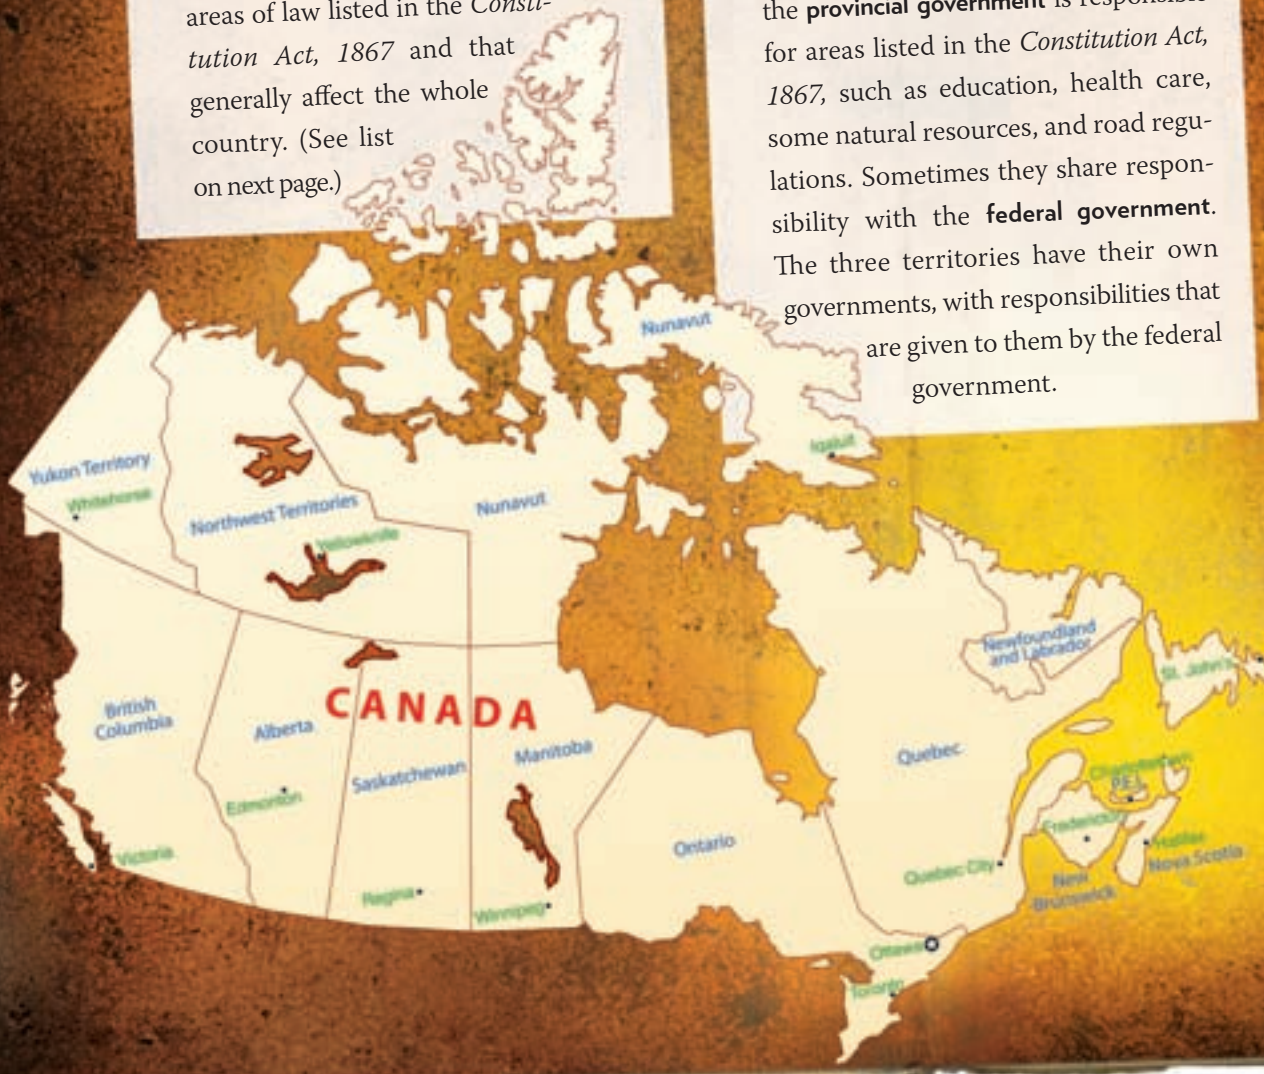 areas of law listed in the Consti-
tution Act, 1867 and that
generally affect the whole
country. (See list
on next page.)
the provincial government is responsible
for areas listed in the Constitution Act,
1867, such as education, health care,
some natural resources, and road regu-
lations. Sometimes they share respon-
sibility with the federal government.
The three territories have their own
governments, with responsibilities that
are given to them by the federal
government.
Nunavut
Iqaluit
Yukon Territory
Whitehorse
Northwest Territories
Yellowknife
Nunavut
Newfoundland
and Labrador
St. John's
CANADA
British
Columbia
Alberta
Saskatchewan
Manitoba
Quebec
Edmonton
Charlottetown
P.E.I.
Fredericton
Victoria
Ontario
Halifax
Nova Scotia
Quebec City
New
Brunswick
Regina
Winnipeg
Ottawa
Toronto